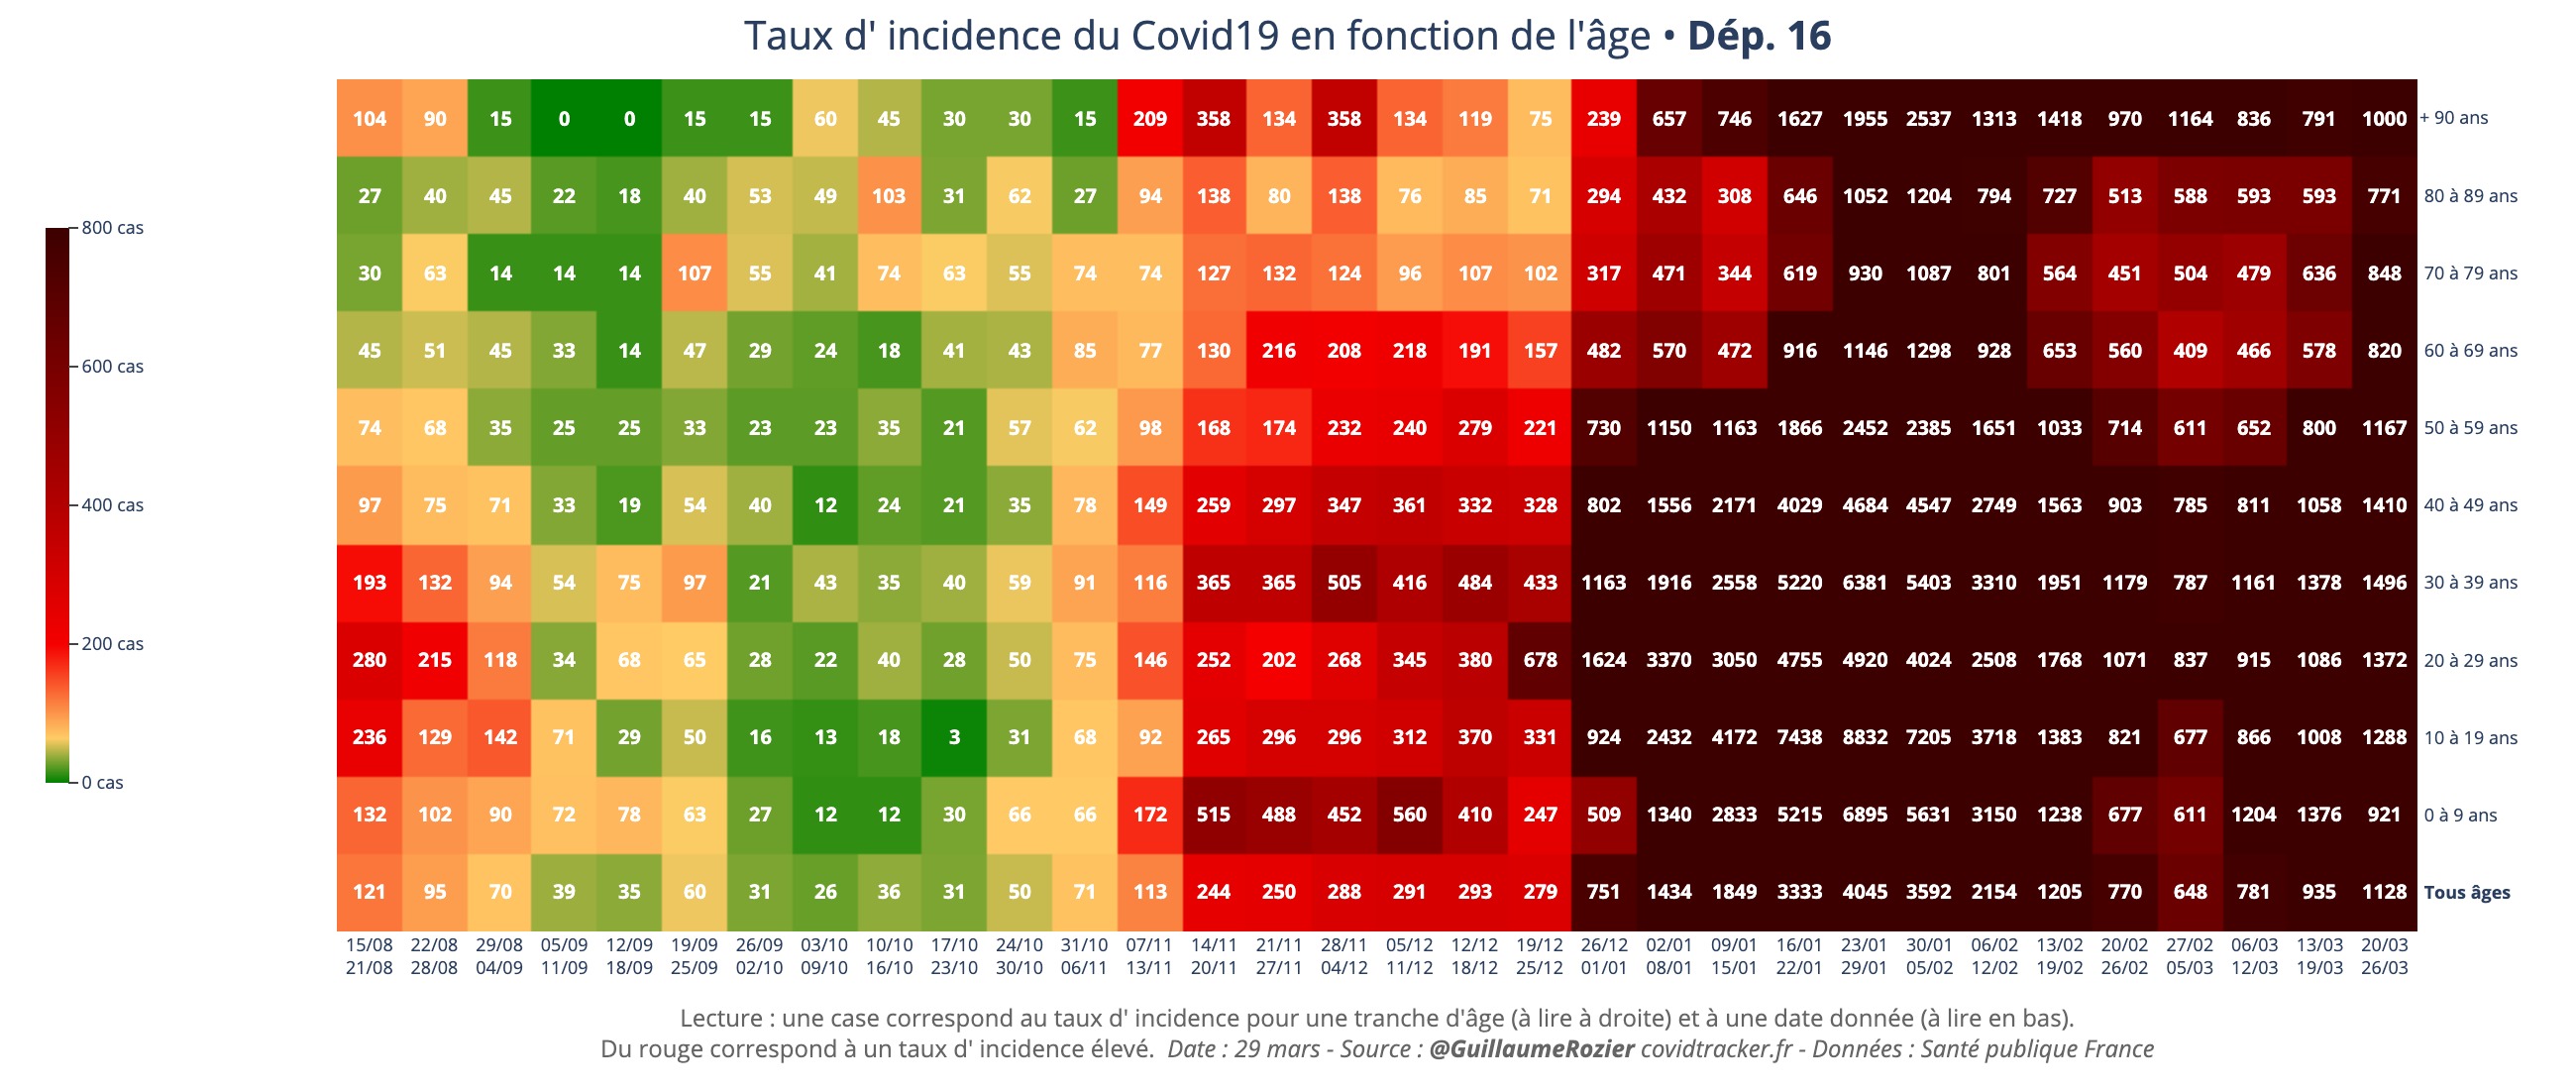 Taux d' incidence du Covid19 en fonction de l'âge • Dép. 16
800 cas
600 cas
400 cas
200 cas
0 cas
104 90 15 0 0 15 15 60 45 30 30 15 209 358 134 358 134 119 75 239 657 746 1627 1955 2537 1313 1418 970 1164 836 791 1000 + 90 ans
27 40 45 22 18 40 53 49 103 31 62 27 94 138 80 138 76 85 71 294 432 308 646 1052 1204 794 727 513 588 593 593 771 80 à 89 ans
30 63 14 14 14 107 55 41 74 63 55 74 74 127 132 124 96 107 102 317 471 344 619 930 1087 801 564 451 504 479 636 848 70 à 79 ans
45 51 45 33 14 47 29 24 18 41 43 85 77 130 216 208 218 191 157 482 570 472 916 1146 1298 928 653 560 409 466 578 820 60 à 69 ans
74 68 35 25 25 33 23 23 35 21 57 62 98 168 174 232 240 279 221 730 1150 1163 1866 2452 2385 1651 1033 714 611 652 800 1167 50 à 59 ans
97 75 71 33 19 54 40 12 24 21 35 78 149 259 297 347 361 332 328 802 1556 2171 4029 4684 4547 2749 1563 903 785 811 1058 1410 40 à 49 ans
193 132 94 54 75 97 21 43 35 40 59 91 116 365 365 505 416 484 433 1163 1916 2558 5220 6381 5403 3310 1951 1179 787 1161 1378 1496 30 à 39 ans
280 215 118 34 68 65 28 22 40 28 50 75 146 252 202 268 345 380 678 1624 3370 3050 4755 4920 4024 2508 1768 1071 837 915 1086 1372 20 à 29 ans
236 129 142 71 29 50 16 13 18 3 31 68 92 265 296 296 312 370 331 924 2432 4172 7438 8832 7205 3718 1383 821 677 866 1008 1288 10 à 19 ans
132 102 90 72 78 63 27 12 12 30 66 66 172 515 488 452 560 410 247 509 1340 2833 5215 6895 5631 3150 1238 677 611 1204 1376 921 0 à 9 ans
121 95 70 39 35 60 31 26 36 31 50 71 113 244 250 288 291 293 279 751 1434 1849 3333 4045 3592 2154 1205 770 648 781 935 1128 Tous âges
15/08 22/08 29/08 05/09 12/09 19/09 26/09 03/10 10/10 17/10 24/10 31/10 07/11 14/11 21/11 28/11 05/12 12/12 19/12 26/12 02/01 09/01 16/01 23/01 30/01 06/02 13/02 20/02 27/02 06/03 13/03 20/03
21/08 28/08 04/09 11/09 18/09 25/09 02/10 09/10 16/10 23/10 30/10 06/11 13/11 20/11 27/11 04/12 11/12 18/12 25/12 01/01 08/01 15/01 22/01 29/01 05/02 12/02 19/02 26/02 05/03 12/03 19/03 26/03
Lecture : une case correspond au taux d' incidence pour une tranche d'âge (à lire à droite) et à une date donnée (à lire en bas).
Du rouge correspond à un taux d' incidence élevé. Date : 29 mars - Source : @GuillaumeRozier covidtracker.fr - Données : Santé publique France